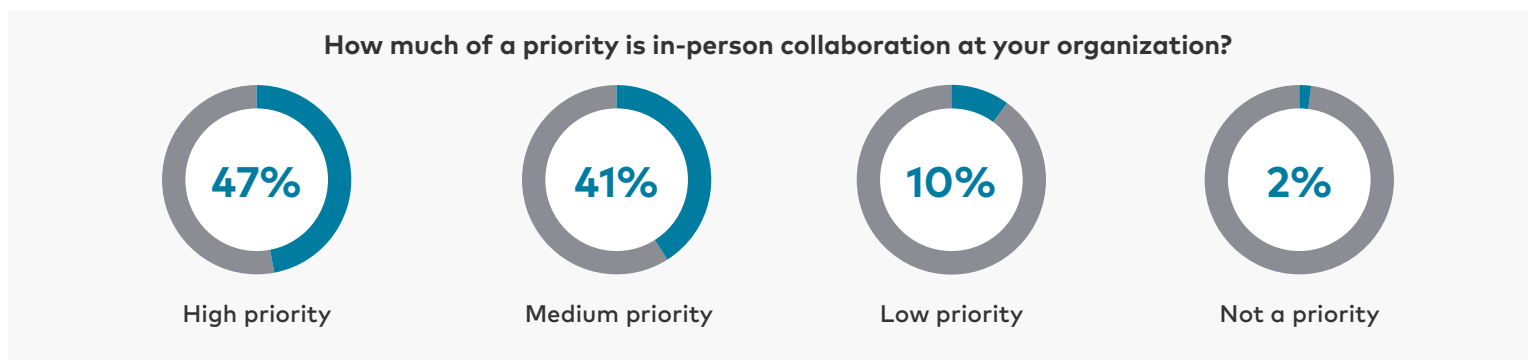 How much of a priority is in-person collaboration at your organization?
47%
41%
10%
2%
High priority
Medium priority
Low priority
Not a priority